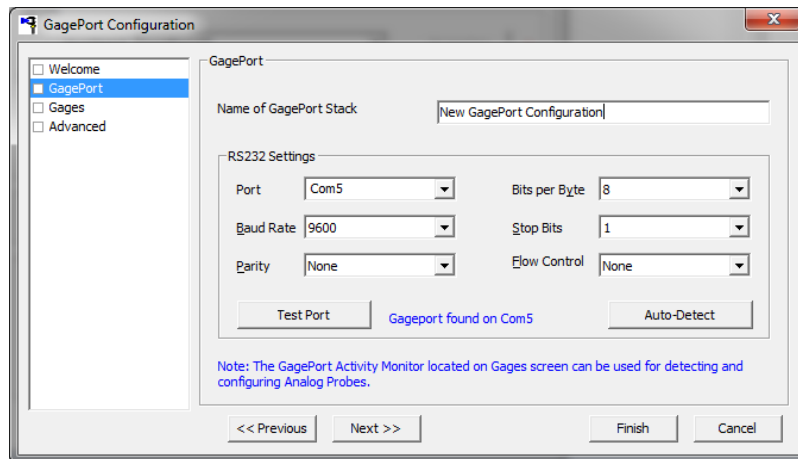 GagePort Configuration
Welcome
GagePort
Gages
Advanced
GagePort
Name of GagePort Stack
New GagePort Configuration
RS232 Settings
Port
Com5
Bits per Byte
8
Baud Rate
9600
Stop Bits
1
Parity
None
Flow Control
None
Test Port
Gageport found on Com5
Auto-Detect
Note: The GagePort Activity Monitor located on Gages screen can be used for detecting and
configuring Analog Probes.
<< Previous
Next >>
Finish
Cancel